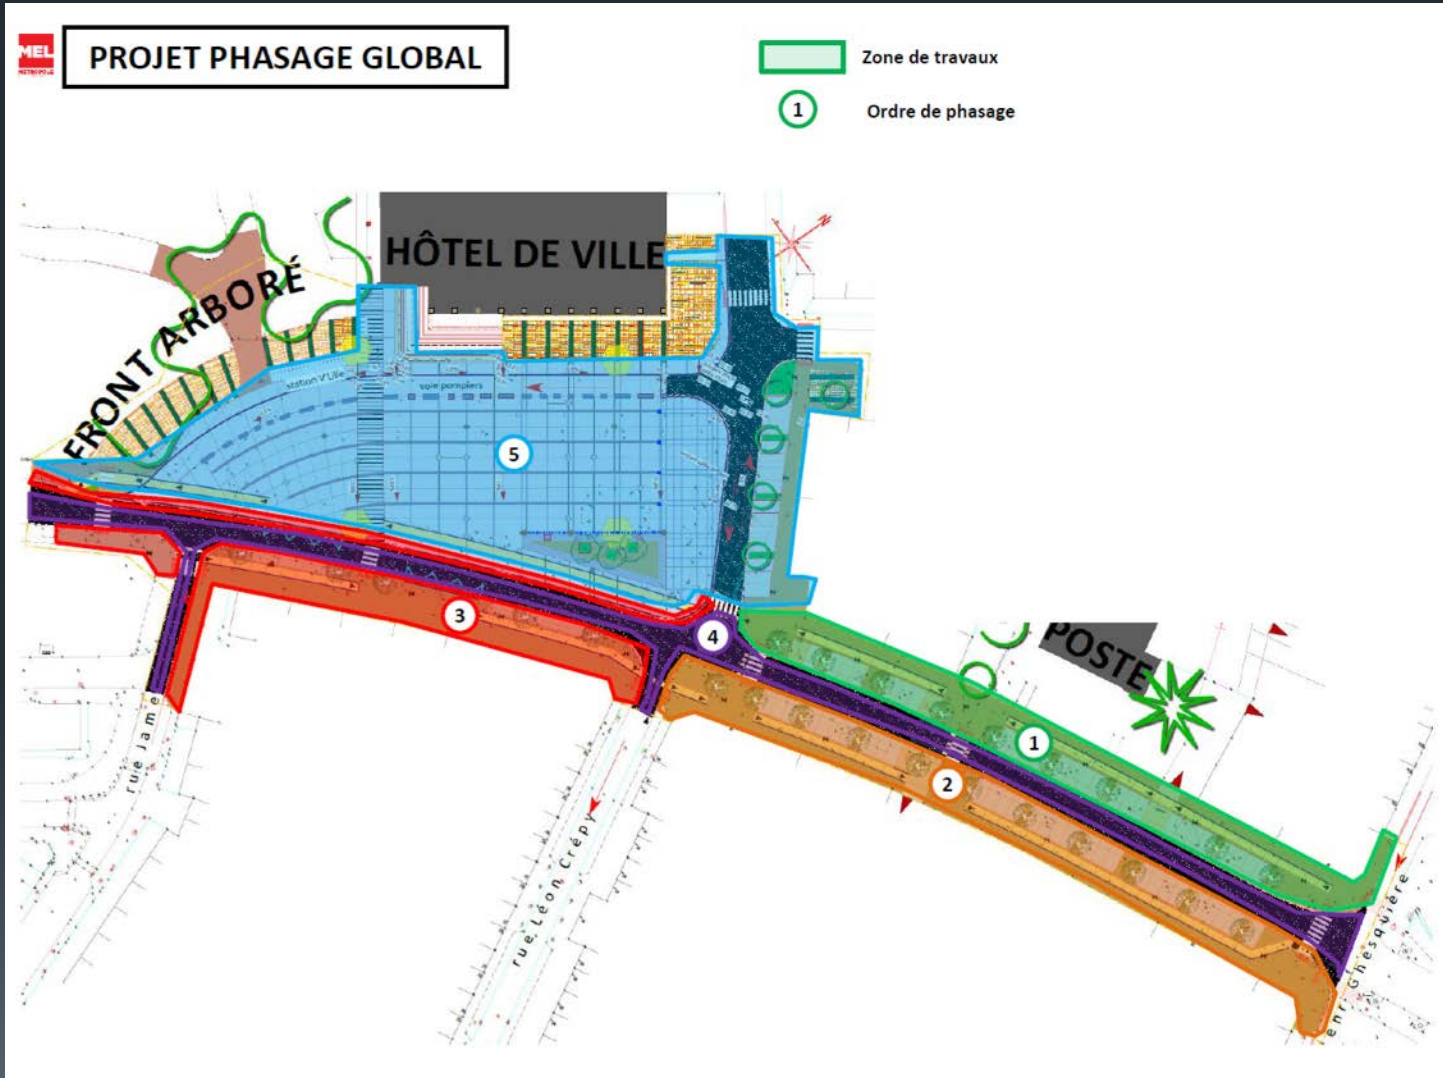 MEL
PROJET PHASAGE GLOBAL
Zone de travaux
1
Ordre de phasage
HÔTEL DE VILLE
FRONT ARBORÉ
N
station V'Lille
voie pompiers
5
3
4
POSTE
1
2
rue Jame
rue Léon Crépy
enri Ghesquière